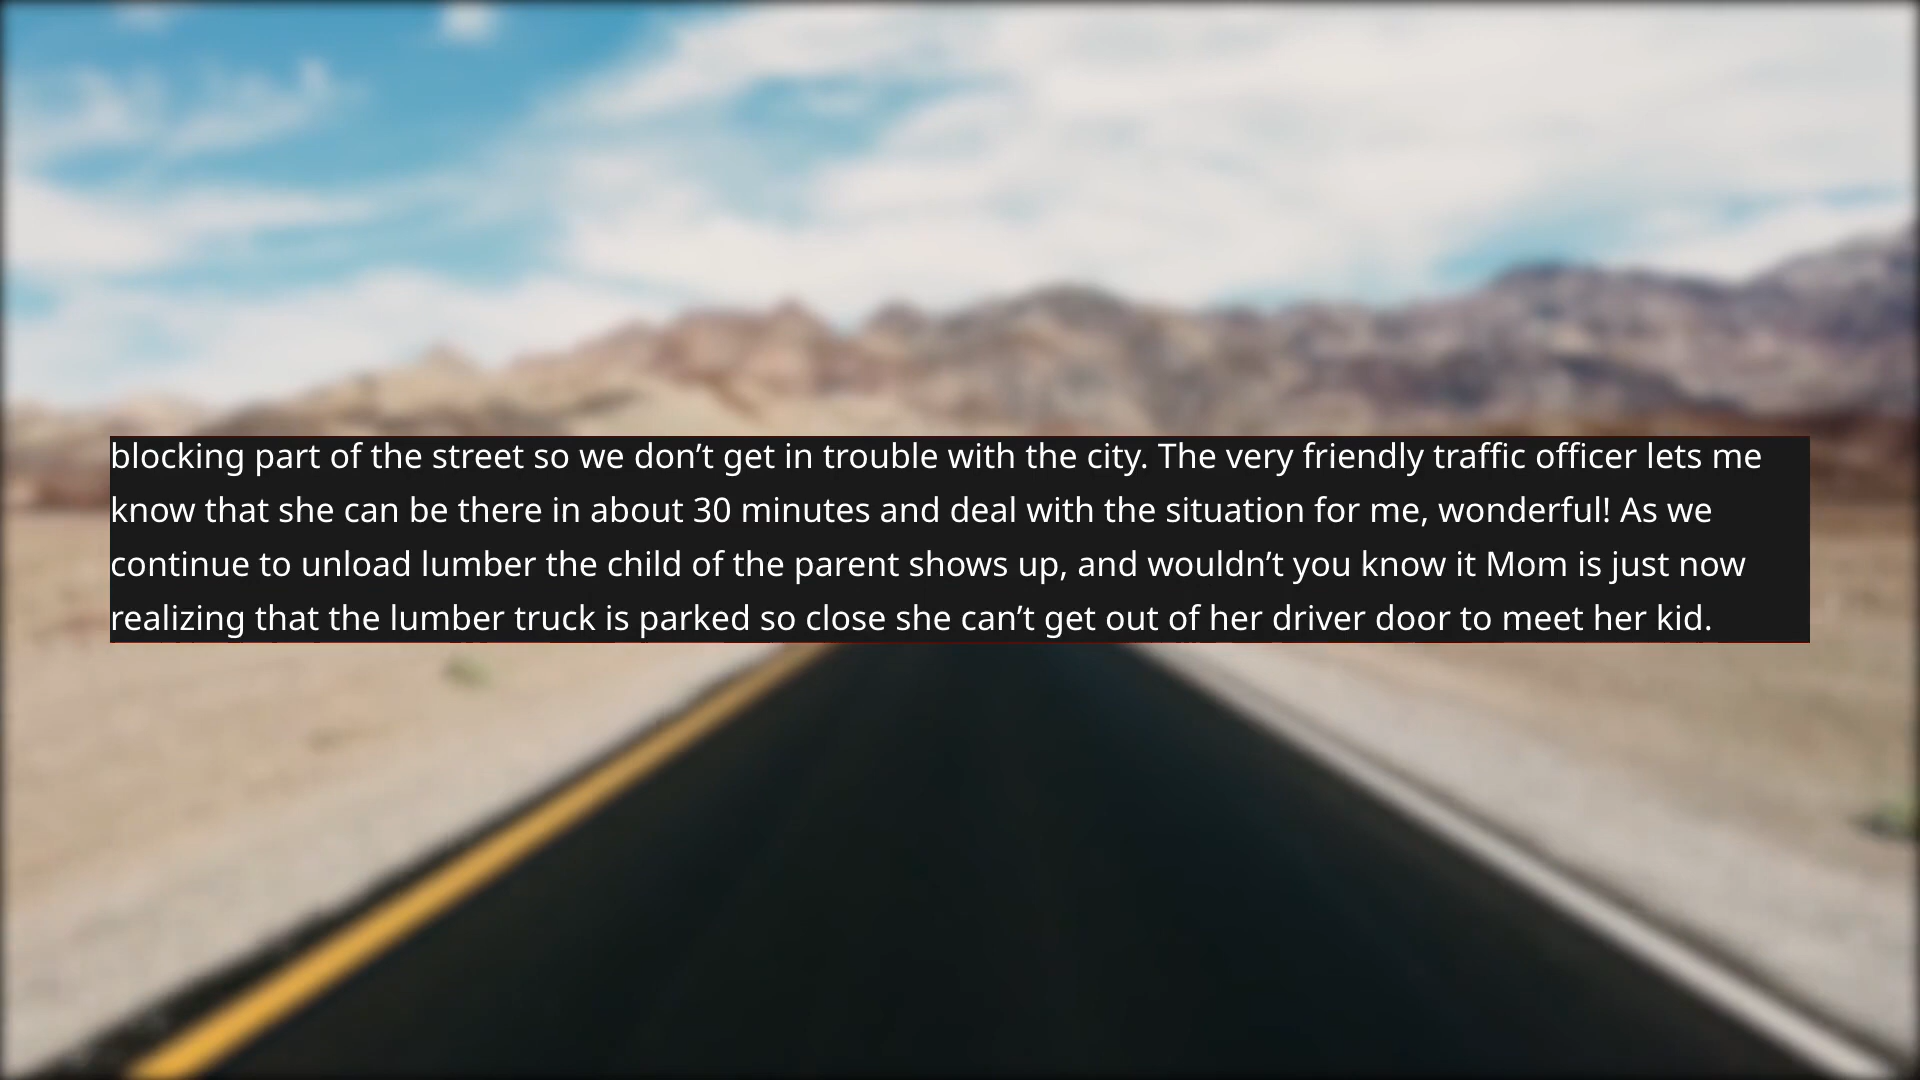 blocking part of the street so we don’t get in trouble with the city. The very friendly traffic officer lets me
know that she can be there in about 30 minutes and deal with the situation for me, wonderful! As we
continue to unload lumber the child of the parent shows up, and wouldn’t you know it Mom is just now
realizing that the lumber truck is parked so close she can’t get out of her driver door to meet her kid.